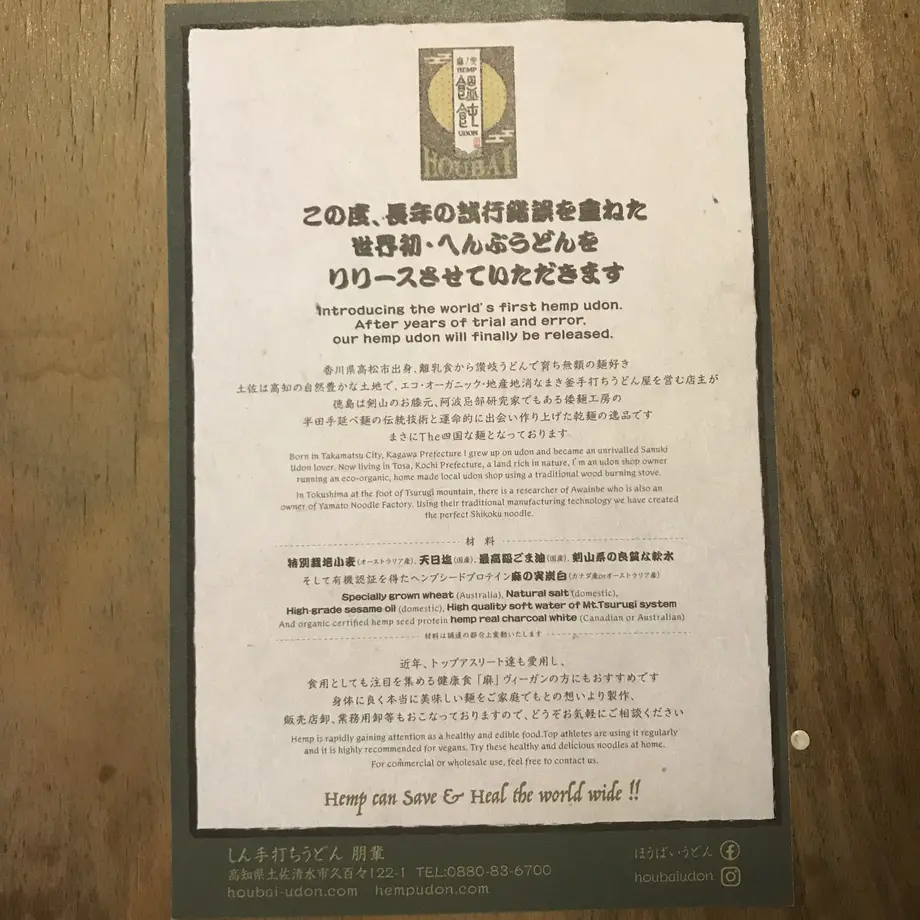 麻ノ実
HEMP
饂飩
UDON
HOUBAI
この度、長年の試行錯誤を重ねた
世界初・へんぷうどんを
リリースさせていただきます
Introducing the world's first hemp udon.
After years of trial and error,
our hemp udon will finally be released.
香川県高松市出身、離乳食から讃岐うどんで育ち無類の麺好き
土佐は高知の自然豊かな土地で、エコ・オーガニック・地産地消なまき釜手打ちうどん屋を営む店主が
徳島は剣山のお膝元、阿波忌部研究家でもある倭麺工房の
半田手延べ麺の伝統技術と運命的に出会い作り上げた乾麺の逸品です
まさにThe四国な麺となっております
Born in Takamatsu City, Kagawa Prefecture I grew up on udon and became an unrivalled Sanuki
Udon lover. Now living in Tosa, Kochi Prefecture, a land rich in nature, I'm an udon shop owner
running an eco-organic, home made local udon shop using a traditional wood burning stove.
In Tokushima at the foot of Tsurugi mountain, there is a researcher of Awainbe who is also an
owner of Yamato Noodle Factory. Using their traditional manufacturing technology we have created
the perfect Shikoku noodle.
材料
特別栽培小麦(オーストラリア産)、天日塩(国産)、最高級ごま油(国産)、剣山系の良質な軟水
そして有機認証を得たヘンプシードプロテイン麻の実炭白(カナダ産orオーストラリア産)
Specially grown wheat (Australia), Natural salt (domestic),
High-grade sesame oil (domestic), High quality soft water of Mt.Tsurugi system
And organic cerrified hemp seed protein hemp real charcoal white (Canadian or Australian)
材料は調達の都合上変動いたします
近年、トップアスリート達も愛用し、
食用としても注目を集める健康食「麻」ヴィーガンの方にもおすすめです
身体に良く本当に美味しい麺をご家庭でもとの想いより製作、
販売店卸、業務用卸等もおこなっておりますので、どうぞお気軽にご相談ください
Hemp is rapidly gaining attention as a healthy and edible food.Top athletes are using it regularly
and it is highly recommended for vegans. Try these healthy and delicious noodles at home.
For commercial or wholesale use, feel free to contact us.
Hemp can Save & Heal the world wide !!
しん手打ちうどん 朋輩
高知県土佐清水市久百々122-1 TEL:0880-83-6700
houbai-udon.com hempudon.com
ほうばいうどん
houbaiudon